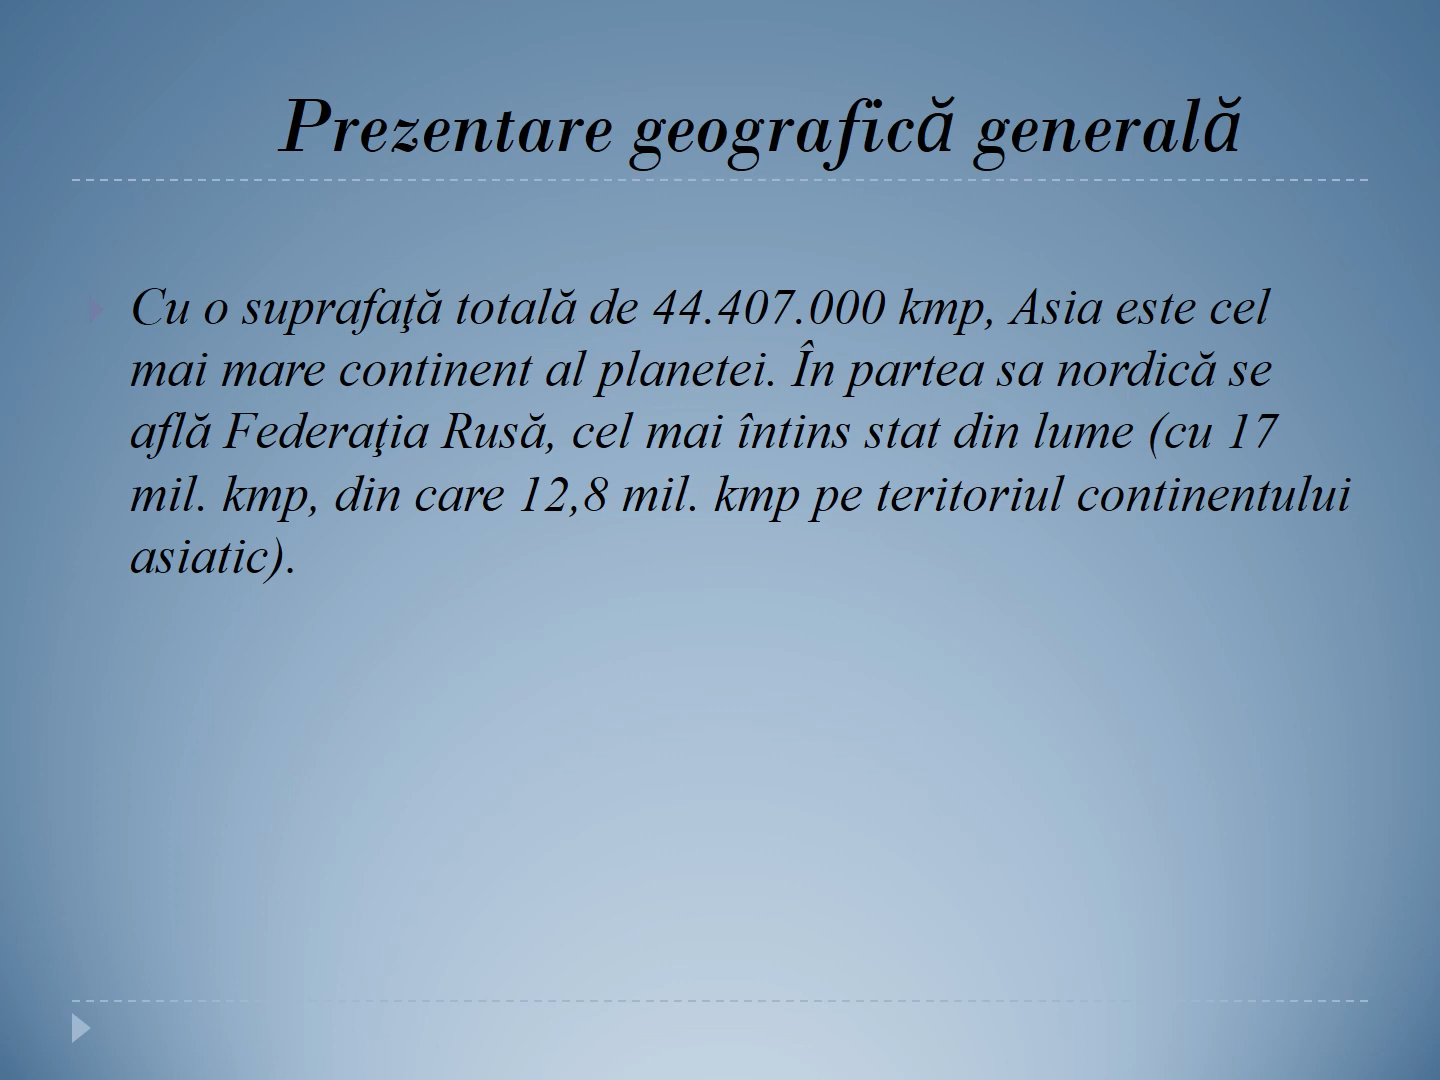 Prezentare geografică generală
Cu o suprafaţă totală de 44.407.000 kmp, Asia este cel
mai mare continent al planetei. În partea sa nordică se
află Federaţia Rusă, cel mai întins stat din lume (cu 17
mil. kmp, din care 12,8 mil. kmp pe teritoriul continentului
asiatic).